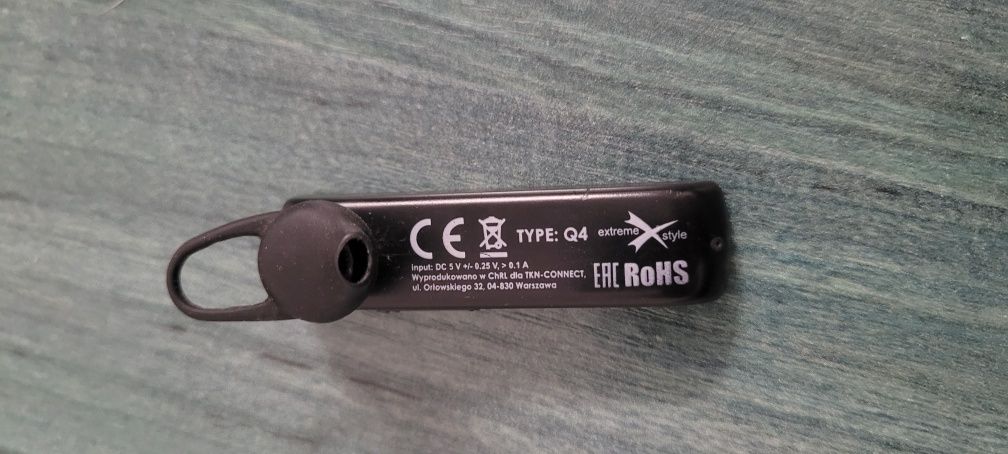 CE TYPE: Q4 extreme X style
Input: DC 5 V +/- 0.25 V, > 0.1 A
Wyprodukowano w ChRL dla TKN-CONNECT,
ul. Orłowskiego 32, 04-830 Warszawa
EAC RoHS